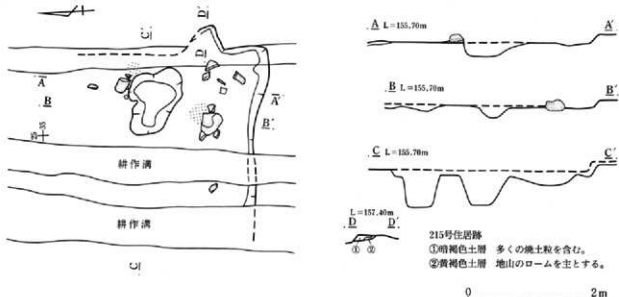 A
B
C
C'
D'
D
A'
B'
耕作溝
耕作溝
A L=155.70m A'
B L=155.70m B'
C L=155.70m C'
L=157.40m
D D'
① ②
215号住居跡
①暗褐色土層 多くの焼土粒を含む。
②黄褐色土層 地山のロームを主とする。
0 2m